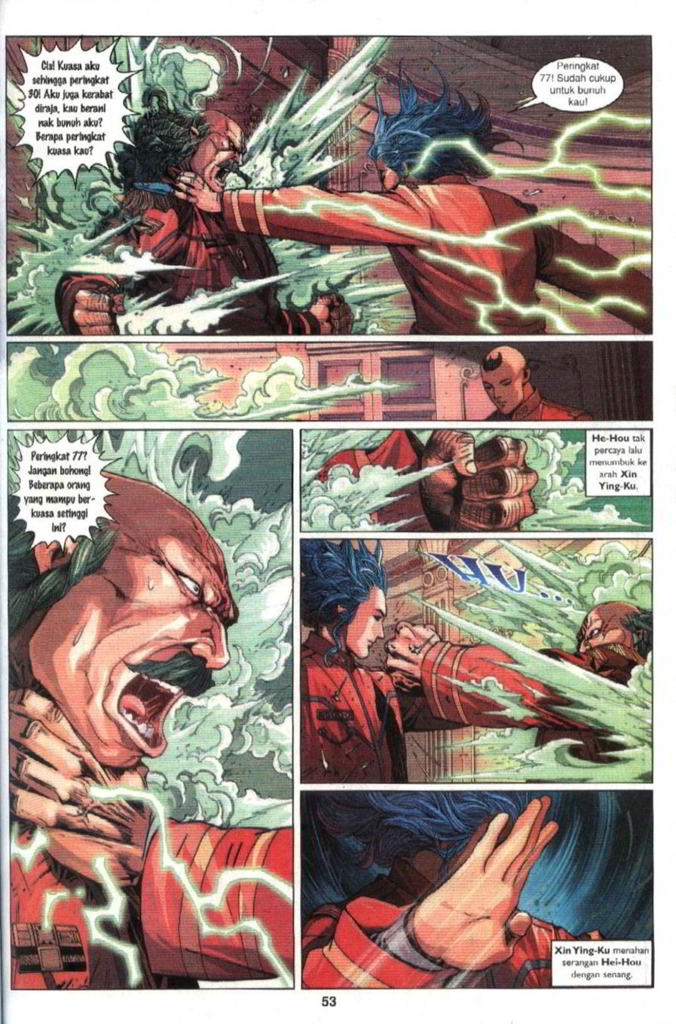 Cis! Kuasa aku
sehingga peringkat
30! Aku juga kerabat
diraja, kau berani
nak bunuh aku?
Berapa peringkat
kuasa kau?
Peringkat
77! Sudah cukup
untuk bunuh
kau!
Peringkat 77?
Jangan bohong!
Beberapa orang
yang mampu ber-
kuasa setinggi
ini?
He-Hou tak
percaya lalu
menumbuk ke
arah Xin
Ying-Ku.
HU...
Xin Ying-Ku menahan
serangan Hei-Hou
dengan senang.
53